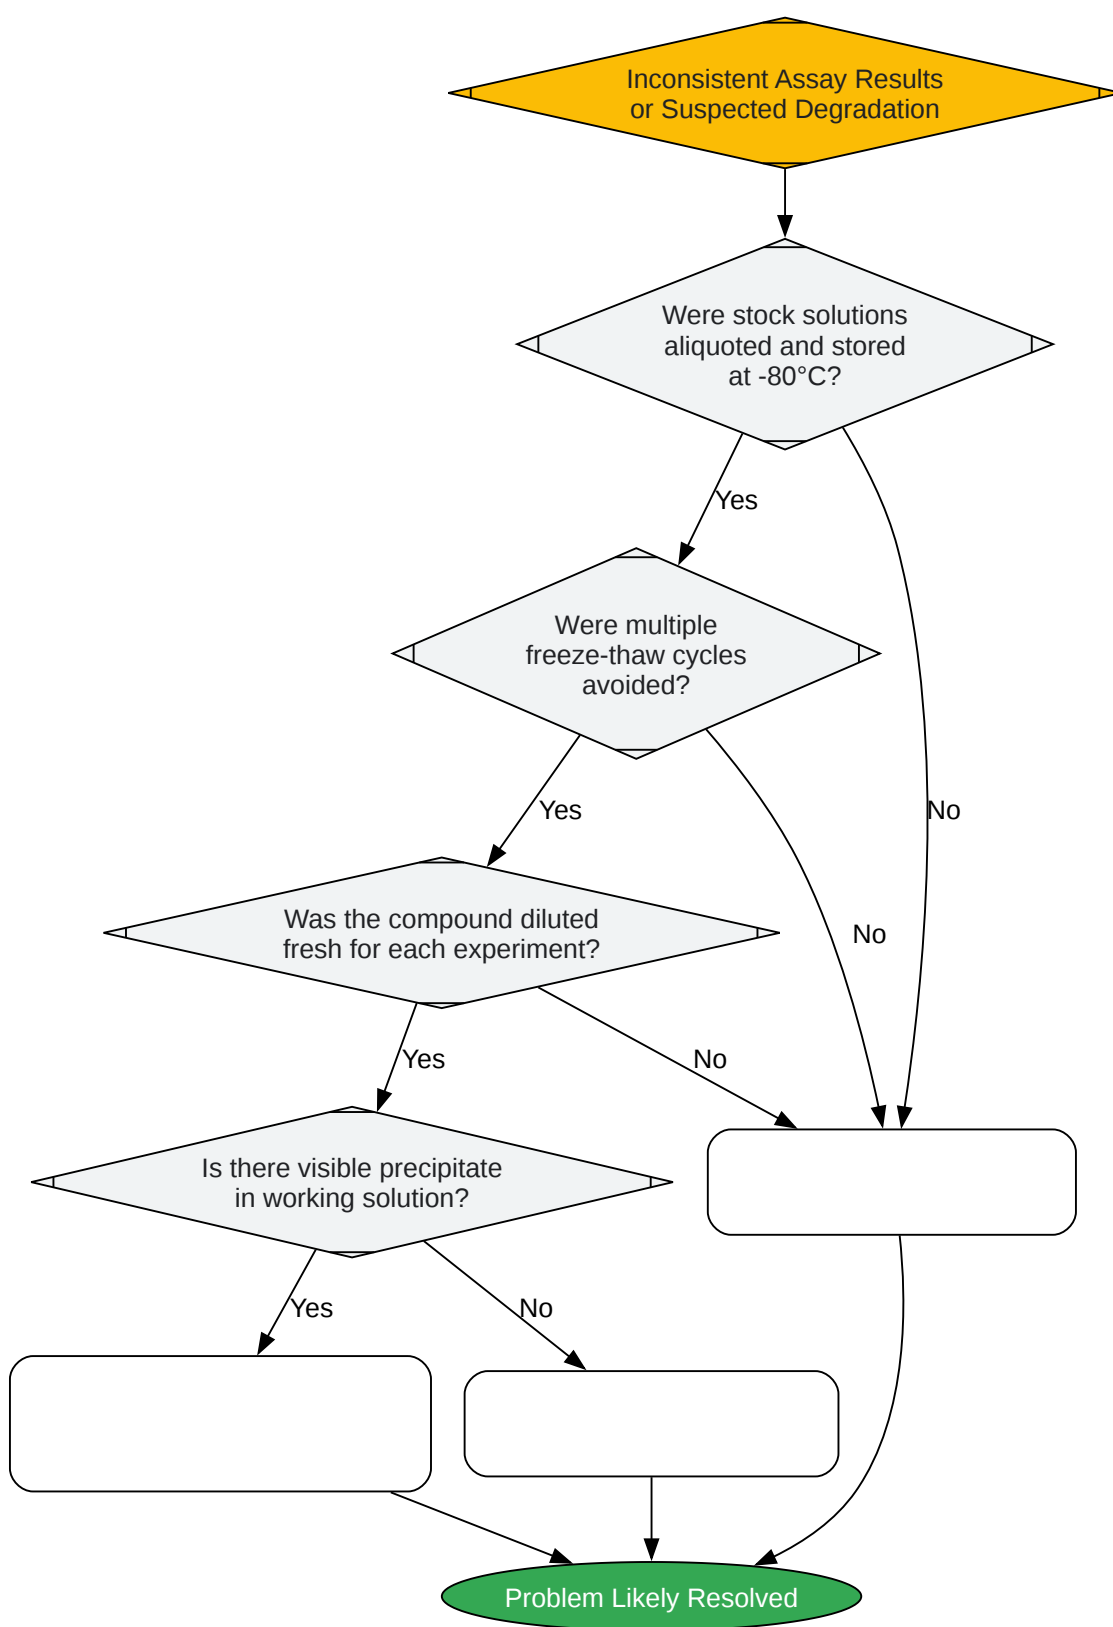 Inconsistent Assay Results
or Suspected Degradation
Were stock solutions
aliquoted and stored
at -80°C?
Yes
Were multiple
freeze-thaw cycles
avoided?
Yes
No
Was the compound diluted
fresh for each experiment?
No
Yes
No
Is there visible precipitate
in working solution?
Yes
No
Problem Likely Resolved